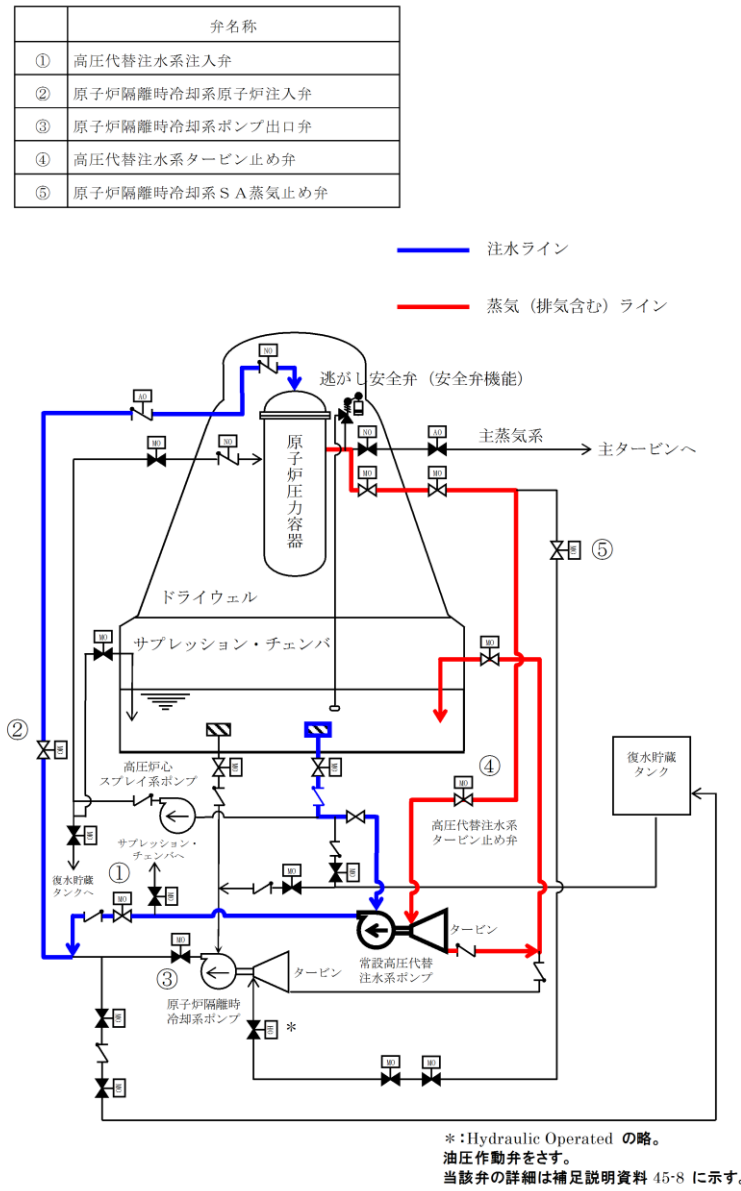 弁名称
① 高圧代替注水系注入弁
② 原子炉隔離時冷却系原子炉注入弁
③ 原子炉隔離時冷却系ポンプ出口弁
④ 高圧代替注水系タービン止め弁
⑤ 原子炉隔離時冷却系ＳＡ蒸気止め弁
注水ライン
蒸気（排気含む）ライン
NO
逃がし安全弁（安全弁機能）
AO
MO
NO
原子炉圧力容器
NO
AO
主蒸気系
主タービンへ
MO
MO
MO
⑤
ドライウェル
MO
サプレッション・チェンバ
MO
②
MO
高圧炉心
スプレイ系ポンプ
MO
MO
④
MO
高圧代替注水系
タービン止め弁
復水貯蔵
タンク
MO
サプレッション・
チェンバへ
復水貯蔵
タンクへ
①
MO
MO
MO
MO
タービン
常設高圧代替
注水系ポンプ
③
MO
タービン
原子炉隔離時
冷却系ポンプ
MO
HO
*
MO
MO
MO
*:Hydraulic Operated の略。
油圧作動弁をさす。
当該弁の詳細は補足説明資料 45-8 に示す。